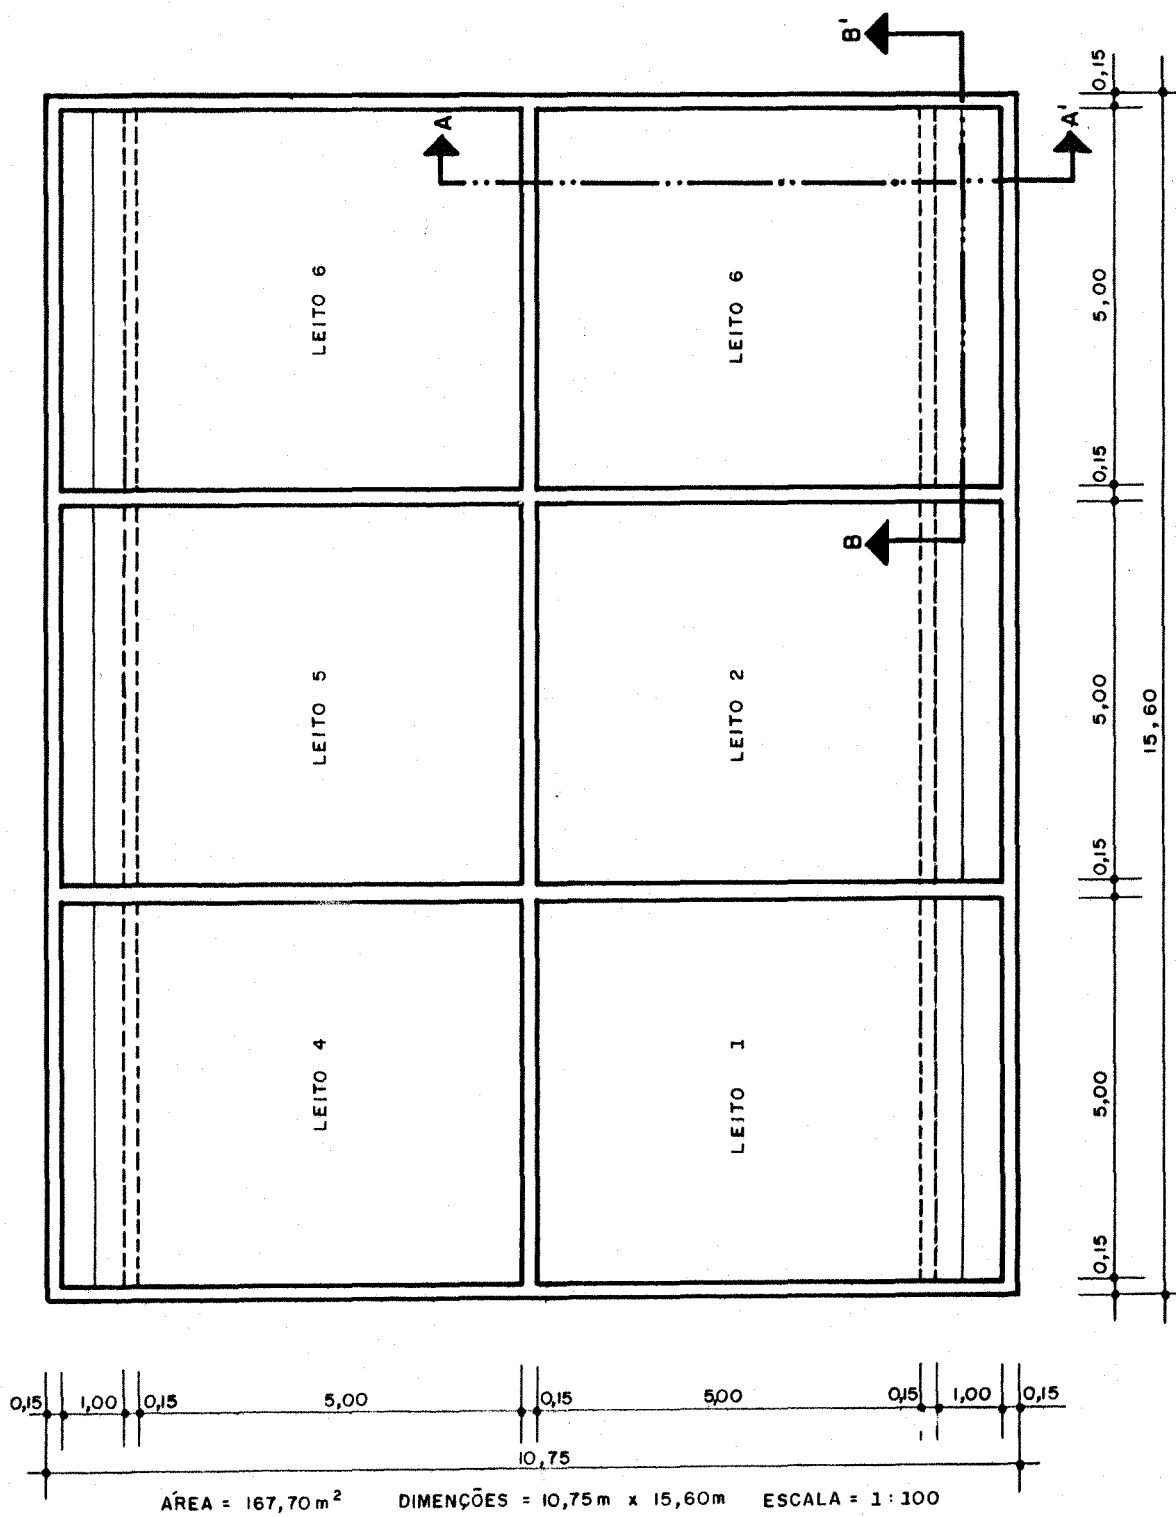 B'
0,15
A
A'
LEITO 6
LEITO 6
5,00
0,15
B
LEITO 5
LEITO 2
5,00
15,60
0,15
LEITO 4
LEITO 1
5,00
0,15
0,15 1,00 0,15 5,00 0,15 5,00 0,15 1,00 0,15
10,75
ÁREA = 167,70 m² DIMENÇÕES = 10,75m x 15,60m ESCALA = 1:100